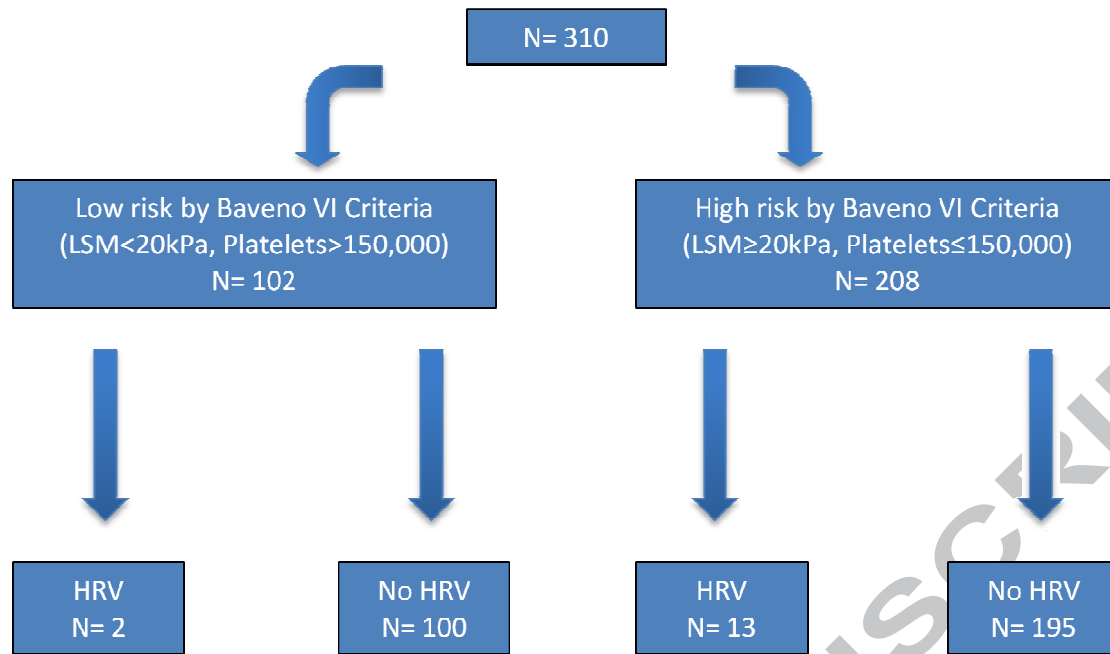 N= 310
Low risk by Baveno VI Criteria
(LSM<20kPa, Platelets>150,000)
N= 102
High risk by Baveno VI Criteria
(LSM≥20kPa, Platelets≤150,000)
N= 208
HRV
N= 2
No HRV
N= 100
HRV
N= 13
No HRV
N= 195